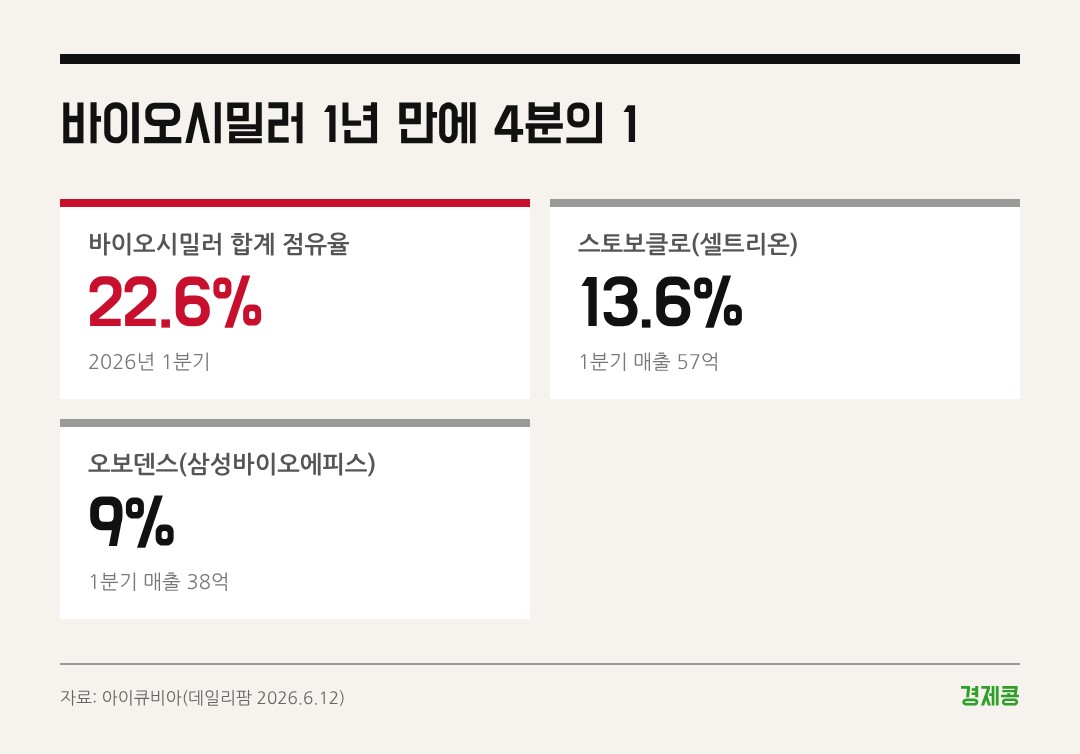 바이오시밀러 1년 만에 4분의 1
바이오시밀러 합계 점유율
22.6%
2026년 1분기
스토보클로(셀트리온)
13.6%
1분기 매출 57억
오보덴스(삼성바이오에피스)
9%
1분기 매출 38억
자료: 아이큐비아(데일리팜 2026.6.12)
경제콩